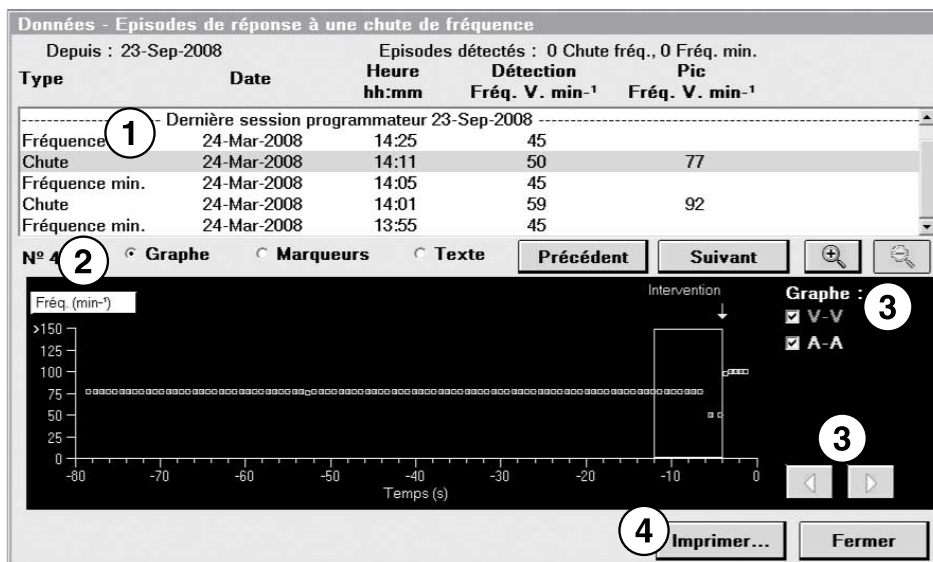 Données - Episodes de réponse à une chute de fréquence
Depuis : 23-Sep-2008 Episodes détectés : 0 Chute fréq., 0 Fréq. min.
Type Date Heure hh:mm Détection Fréq. V. min-¹ Pic Fréq. V. min-¹
Dernière session programmateur 23-Sep-2008
1
Fréquence 24-Mar-2008 14:25 45
Chute 24-Mar-2008 14:11 50 77
Fréquence min. 24-Mar-2008 14:05 45
Chute 24-Mar-2008 14:01 59 92
Fréquence min. 24-Mar-2008 13:55 45
Nº 4 2 Graphe Marqueurs Texte Précédent Suivant
Fréq. (min-¹) Intervention Graphe : 3
V-V
A-A
>150
125
100
75
50
25
0
-80 -70 -60 -50 -40 -30 -20 -10 0
Temps (s)
3
4 Imprimer... Fermer